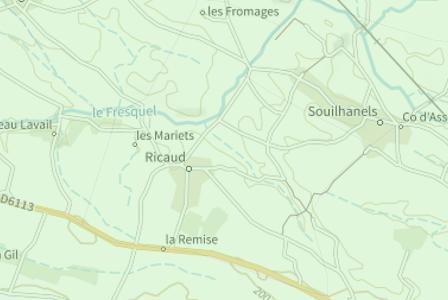 les Fromages
Souilhanels
le Fresquel
Co d'Ass
eau Lavail
les Mariets
Ricaud
D6113
la Remise
Gil
200